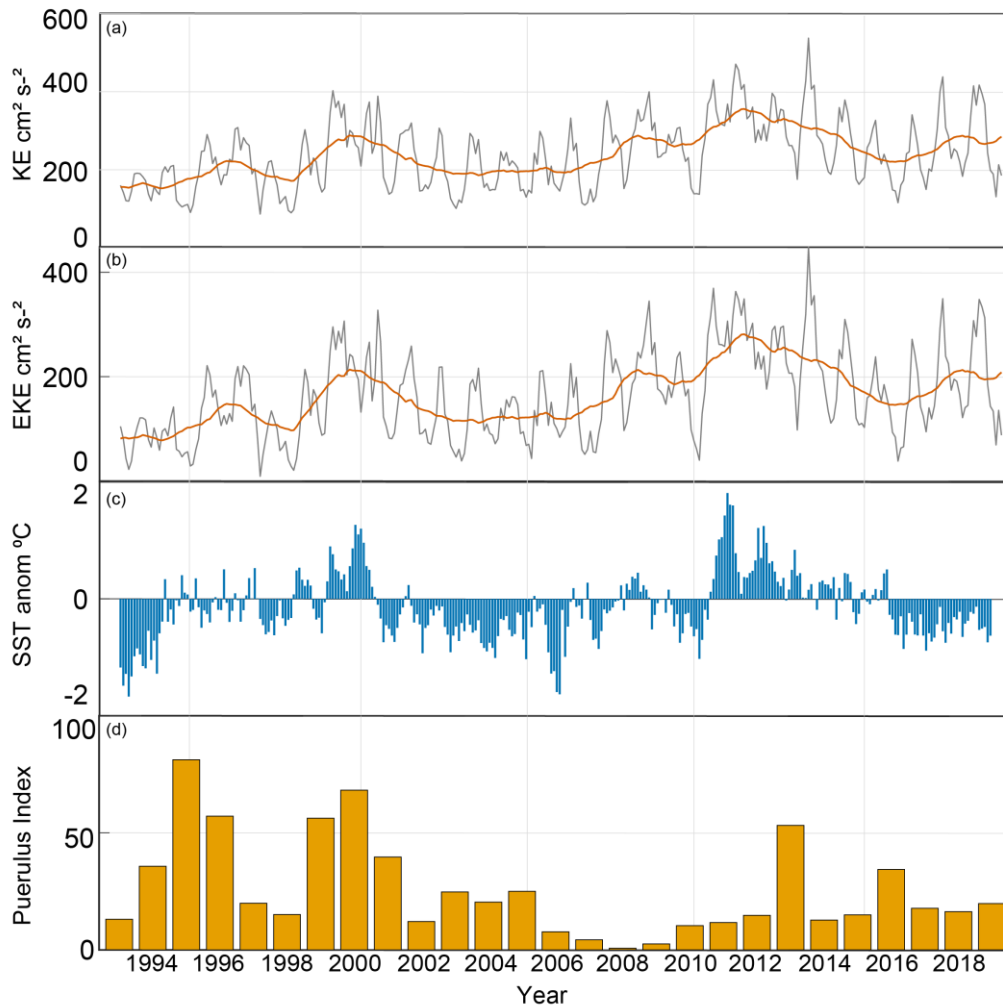 600
(a)
400
KE cm² s-²
200
0
(b)
400
EKE cm² s-²
200
0
2
(c)
SST anom ºC
0
-2
100
(d)
Puerulus Index
50
0
1994 1996 1998 2000 2002 2004 2006 2008 2010 2012 2014 2016 2018
Year